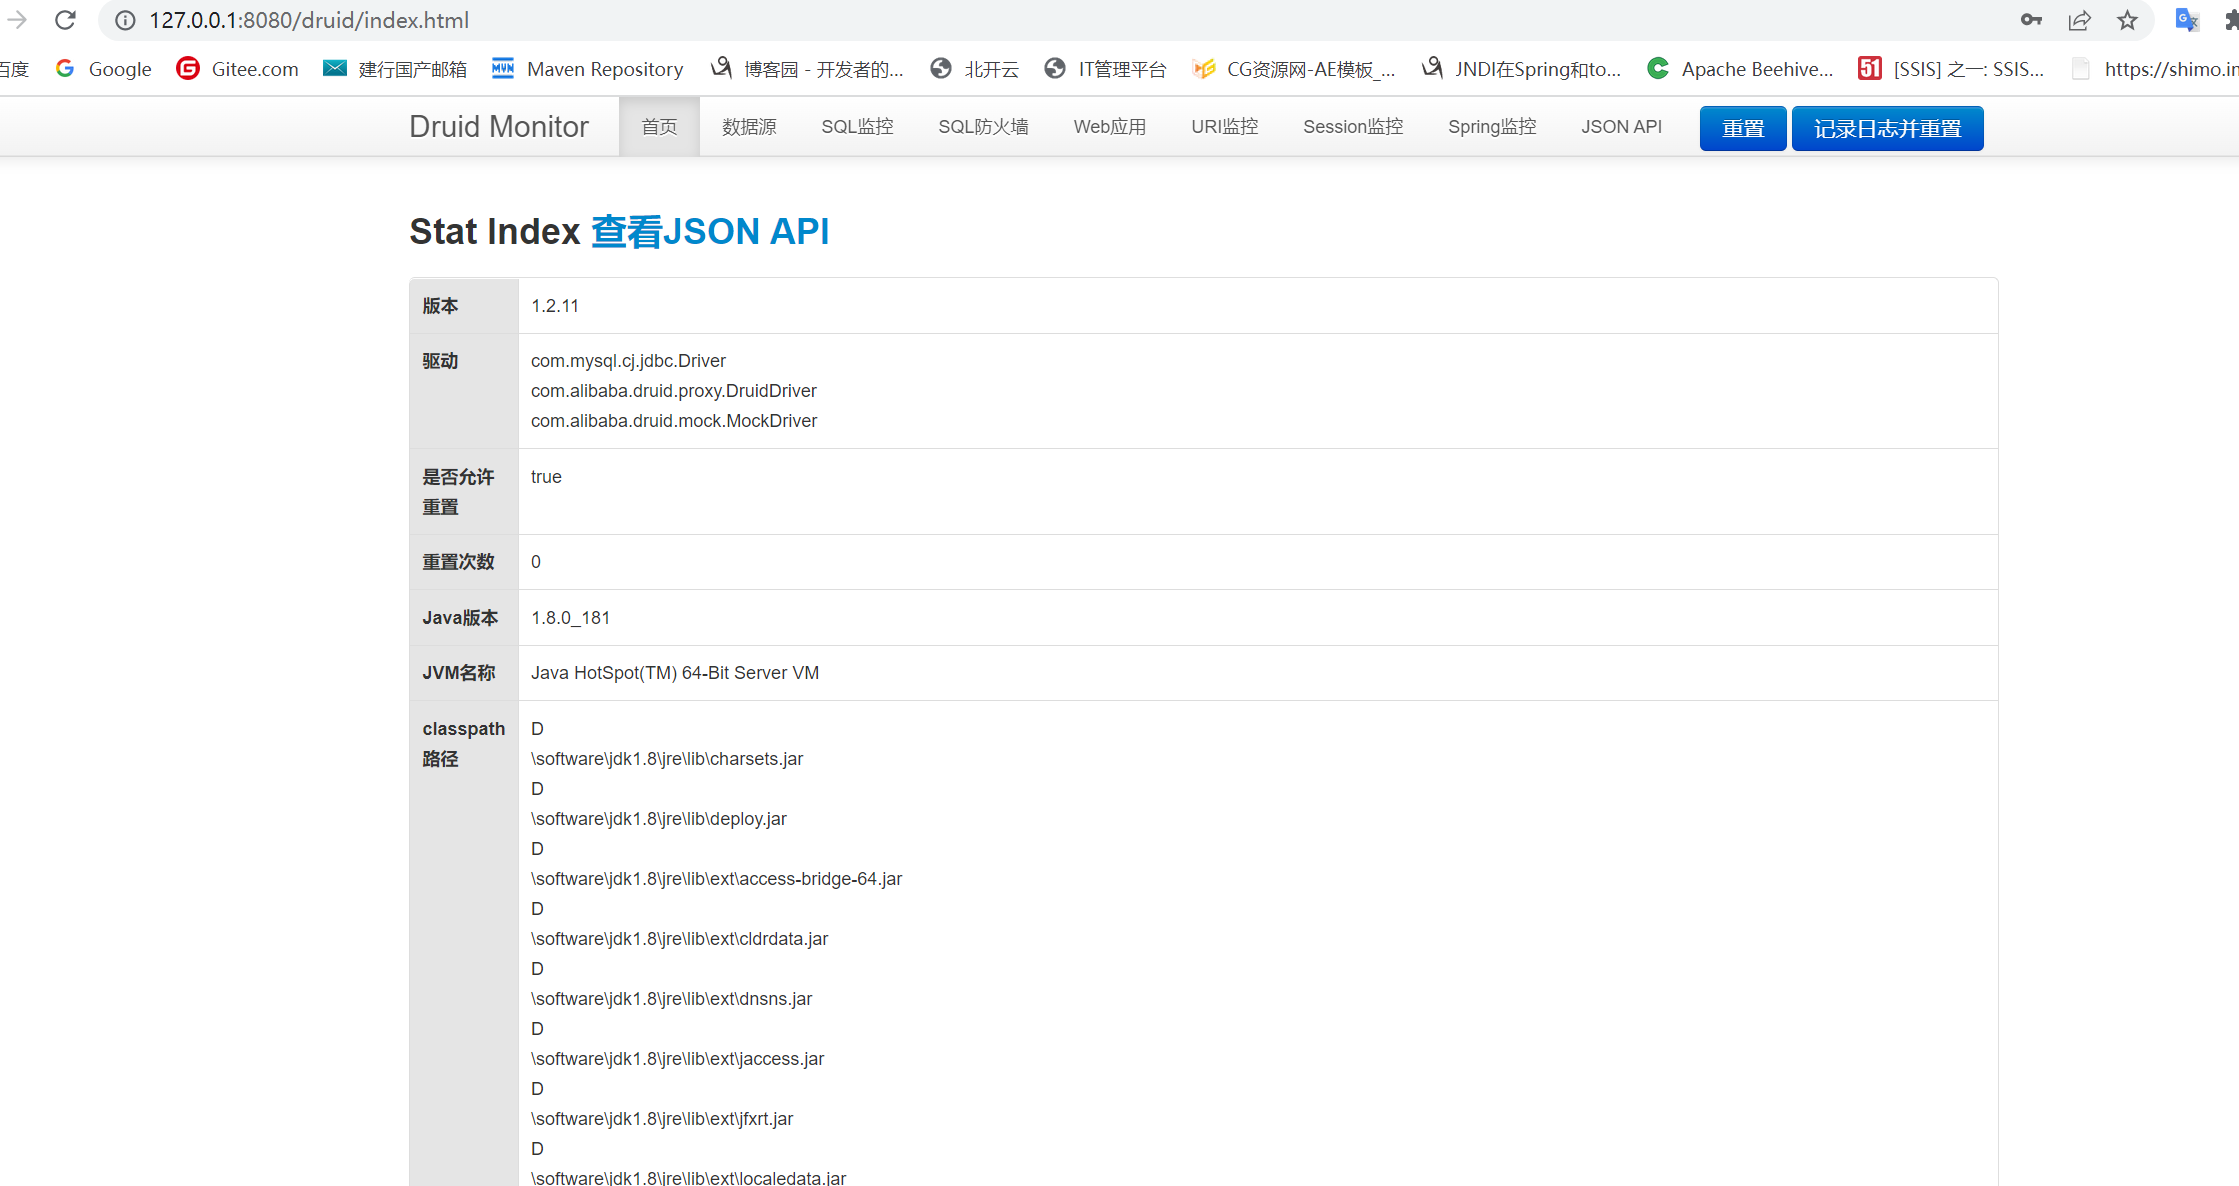 127.0.0.1:8080/druid/index.html
百度 Google Gitee.com 建行国产邮箱 Maven Repository 博客园 - 开发者的... 北开云 IT管理平台 CG资源网-AE模板_... JNDI在Spring和to... Apache Beehive... 51 [SSIS] 之一: SSIS... https://shimo.im
Druid Monitor 首页 数据源 SQL监控 SQL防火墙 Web应用 URI监控 Session监控 Spring监控 JSON API 重置 记录日志并重置
Stat Index 查看JSON API
版本 1.2.11
驱动 com.mysql.cj.jdbc.Driver
com.alibaba.druid.proxy.DruidDriver
com.alibaba.druid.mock.MockDriver
是否允许 true
重置
重置次数 0
Java版本 1.8.0_181
JVM名称 Java HotSpot(TM) 64-Bit Server VM
classpath D
路径 \software\jdk1.8\jre\lib\charsets.jar
D
\software\jdk1.8\jre\lib\deploy.jar
D
\software\jdk1.8\jre\lib\ext\access-bridge-64.jar
D
\software\jdk1.8\jre\lib\ext\cldrdata.jar
D
\software\jdk1.8\jre\lib\ext\dnsns.jar
D
\software\jdk1.8\jre\lib\ext\jaccess.jar
D
\software\jdk1.8\jre\lib\ext\jfxrt.jar
D
\software\jdk1.8\jre\lib\ext\localedata.jar